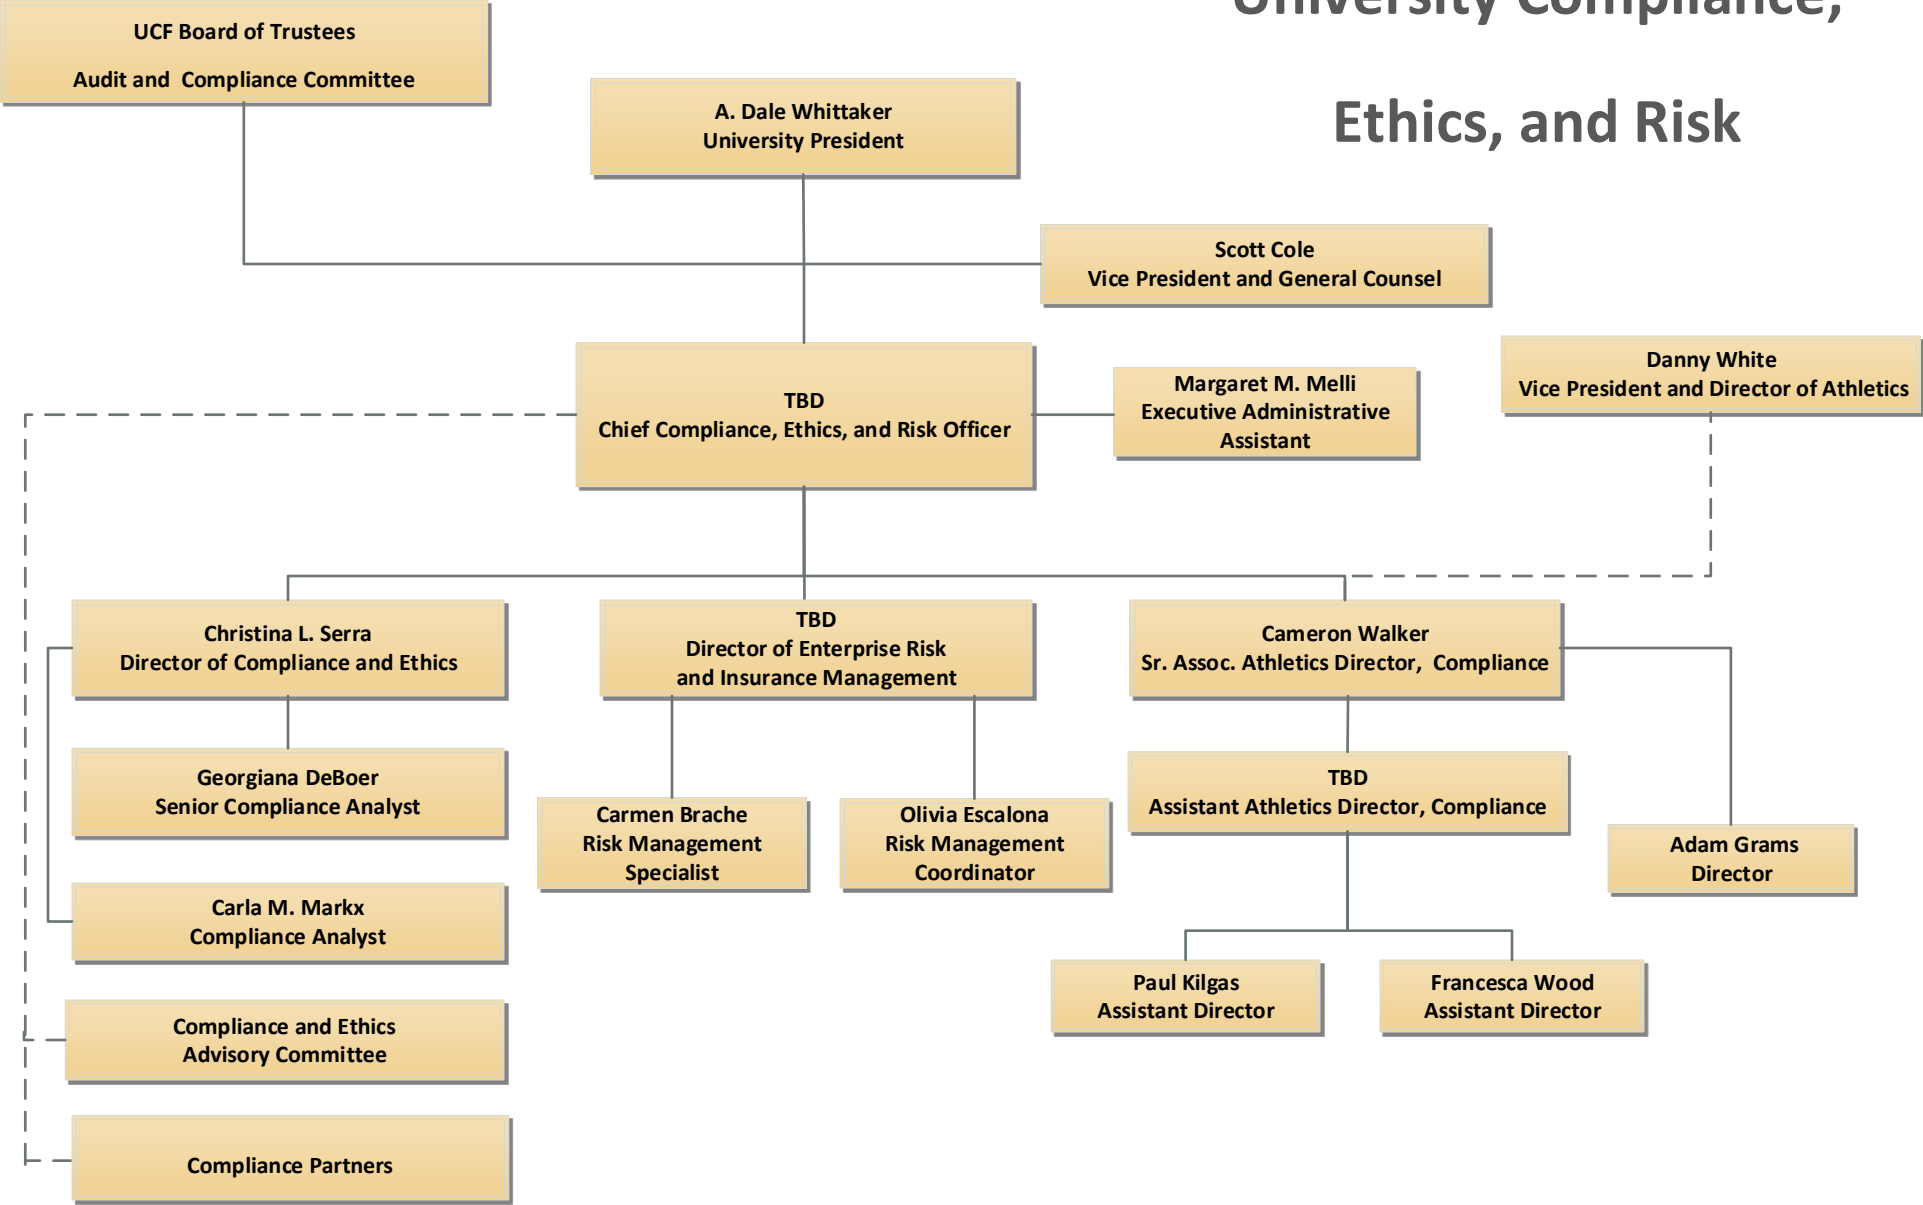 University Compliance,
Ethics, and Risk
UCF Board of Trustees
Audit and  Compliance Committee
A. Dale Whittaker
University President
Scott Cole
Vice President and General Counsel
TBD
Chief Compliance, Ethics, and Risk Officer
Margaret M. Melli
Executive Administrative
Assistant
Danny White
Vice President and Director of Athletics
Christina L. Serra
Director of Compliance and Ethics
TBD
Director of Enterprise Risk
and Insurance Management
Cameron Walker
Sr. Assoc. Athletics Director,  Compliance
Georgiana DeBoer
Senior Compliance Analyst
Carmen Brache
Risk Management
Specialist
Olivia Escalona
Risk Management
Coordinator
TBD
Assistant Athletics Director, Compliance
Adam Grams
Director
Carla M. Markx
Compliance Analyst
Paul Kilgas
Assistant Director
Francesca Wood
Assistant Director
Compliance and Ethics
Advisory Committee
Compliance Partners